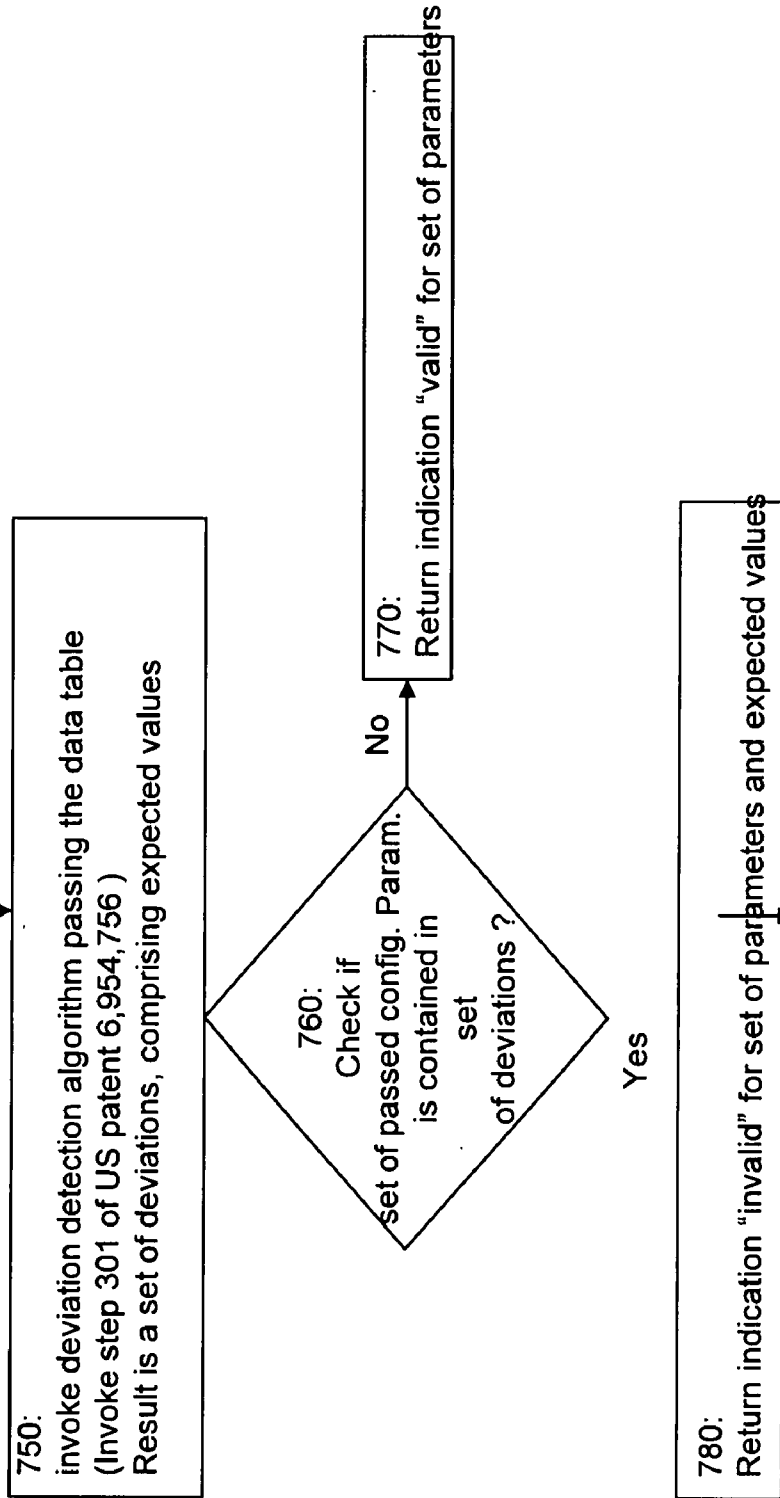 750:
invoke deviation detection algorithm passing the data table
(Invoke step 301 of US patent 6,954,756 )
Result is a set of deviations, comprising expected values
760:
Check if
set of passed config. Param.
is contained in
set
of deviations ?
No
770:
Return indication “valid” for set of parameters
Yes
780:
Return indication “invalid” for set of parameters and expected values